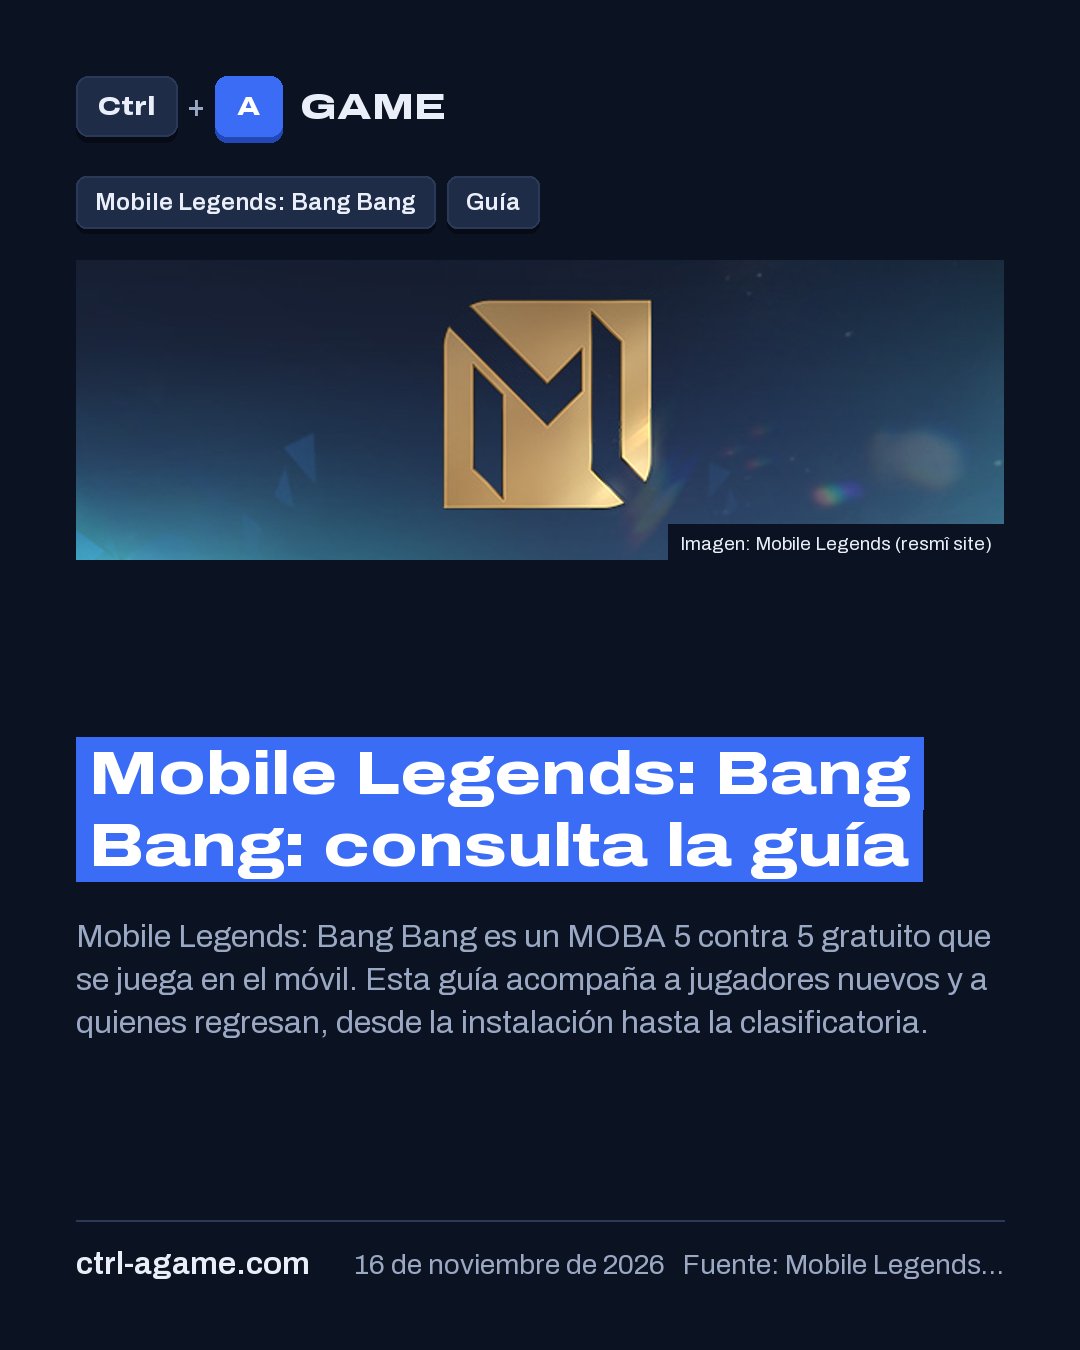 Ctrl + A GAME
Mobile Legends: Bang Bang Guía
Imagen: Mobile Legends (resmî site)
Mobile Legends: Bang
Bang: consulta la guía
Mobile Legends: Bang Bang es un MOBA 5 contra 5 gratuito que
se juega en el móvil. Esta guía acompaña a jugadores nuevos y a
quienes regresan, desde la instalación hasta la clasificatoria.
ctrl-agame.com 16 de noviembre de 2026 Fuente: Mobile Legends...